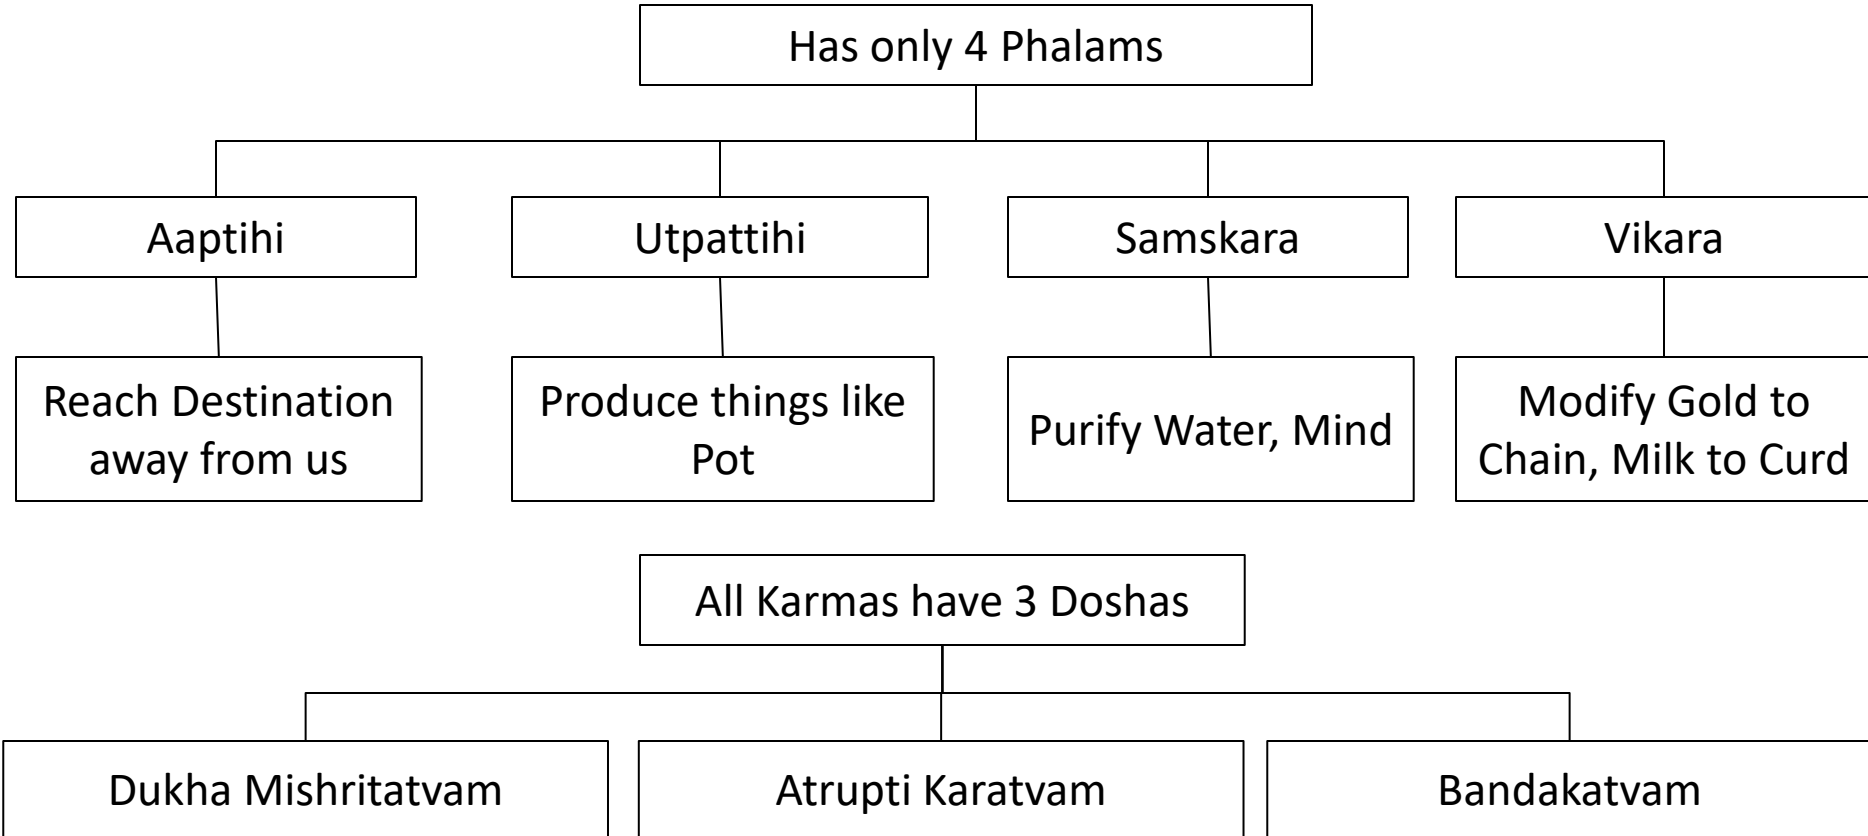 Has only 4 Phalams
Aaptihi
Utpattihi
Samskara
Vikara
Reach Destination
away from us
Produce things like
Pot
Purify Water, Mind
Modify Gold to
Chain, Milk to Curd
All Karmas have 3 Doshas
Dukha Mishritatvam
Atrupti Karatvam
Bandakatvam